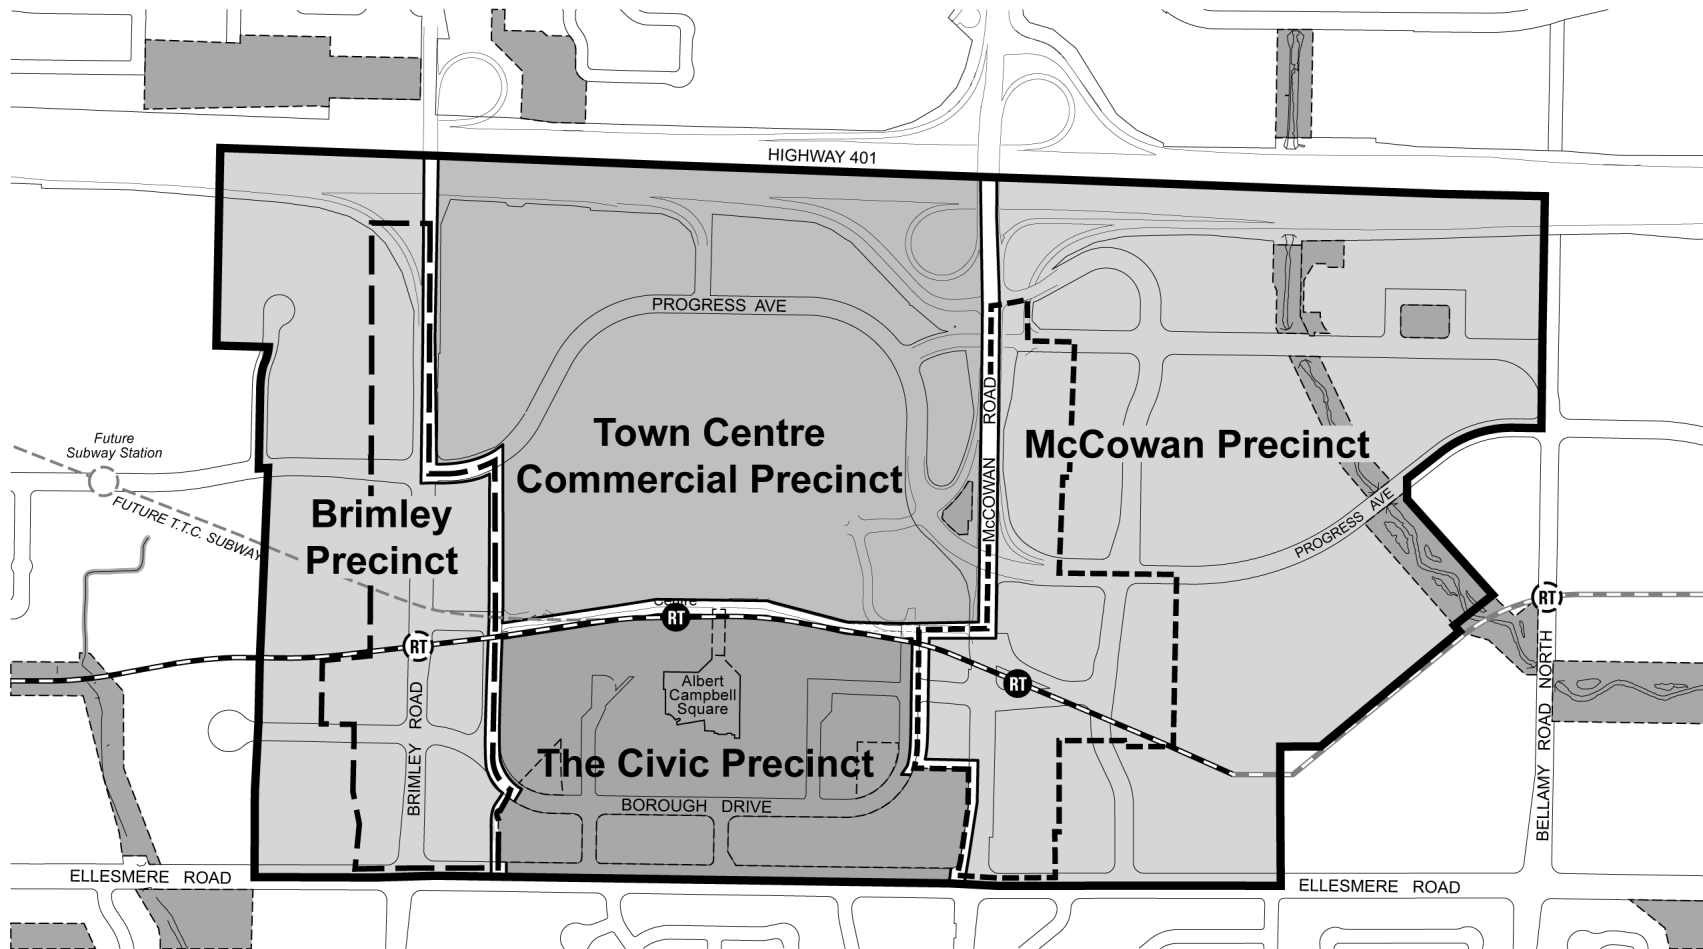 HIGHWAY 401
PROGRESS AVE
Town Centre
Commercial Precinct
McCowan Precinct
McCOWAN ROAD
Future
Subway Station
FUTURE T.T.C. SUBWAY
Brimley
Precinct
PROGRESS AVE
Centre
RT
RT
RT
RT
Albert
Campbell
Square
The Civic Precinct
BOROUGH DRIVE
BRIMLEY ROAD
BELLAMY ROAD NORTH
ELLESMERE ROAD
ELLESMERE ROAD